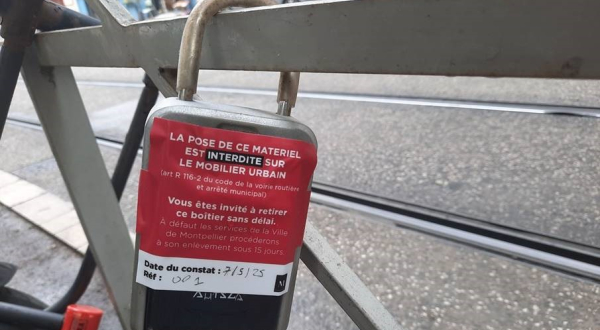 LA POSE DE CE MATERIEL
EST INTERDITE SUR
LE MOBILIER URBAIN
(art R 116-2 du code de la voirie routière
et arrêté municipal)
Vous êtes invité à retirer
ce boîtier sans délai.
A défaut les services de la Ville
de Montpellier procéderons
à son enlèvement sous 15 jours.
Date du constat : 7/5/25
Réf : 001